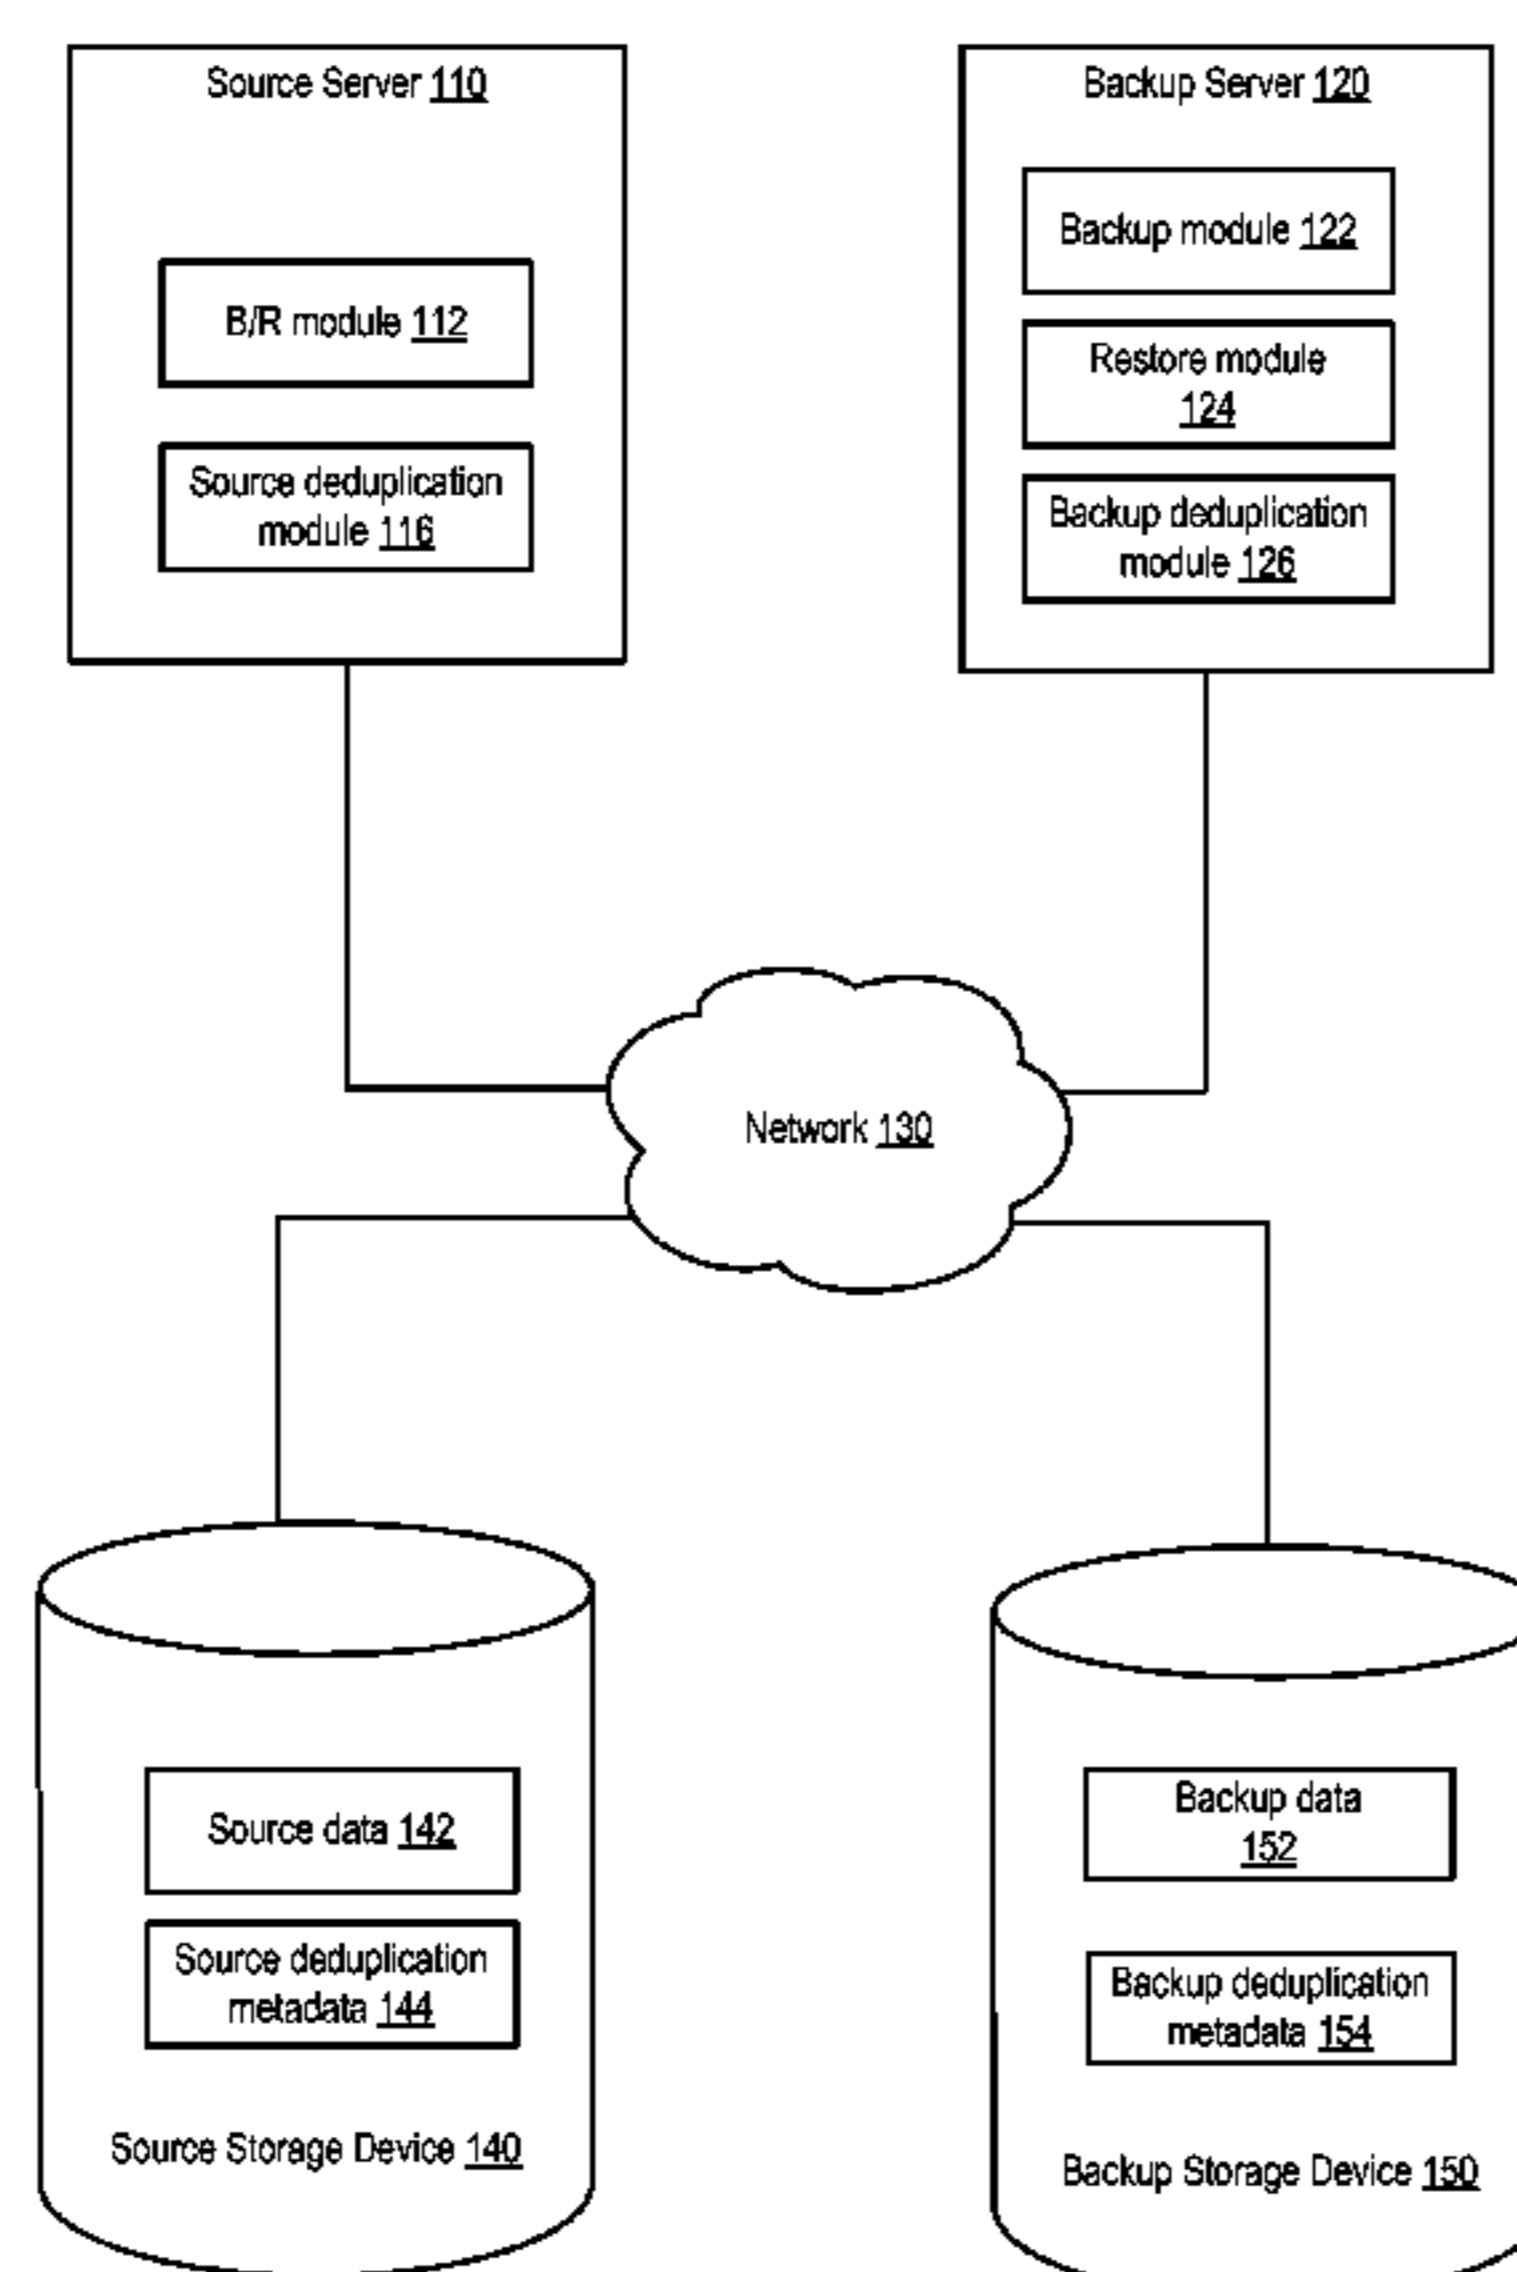 Source Server 110
B/R module 112
Source deduplication
module 116
Backup Server 120
Backup module 122
Restore module
124
Backup deduplication
module 126
Network 130
Source data 142
Source deduplication
metadata 144
Source Storage Device 140
Backup data
152
Backup deduplication
metadata 154
Backup Storage Device 150